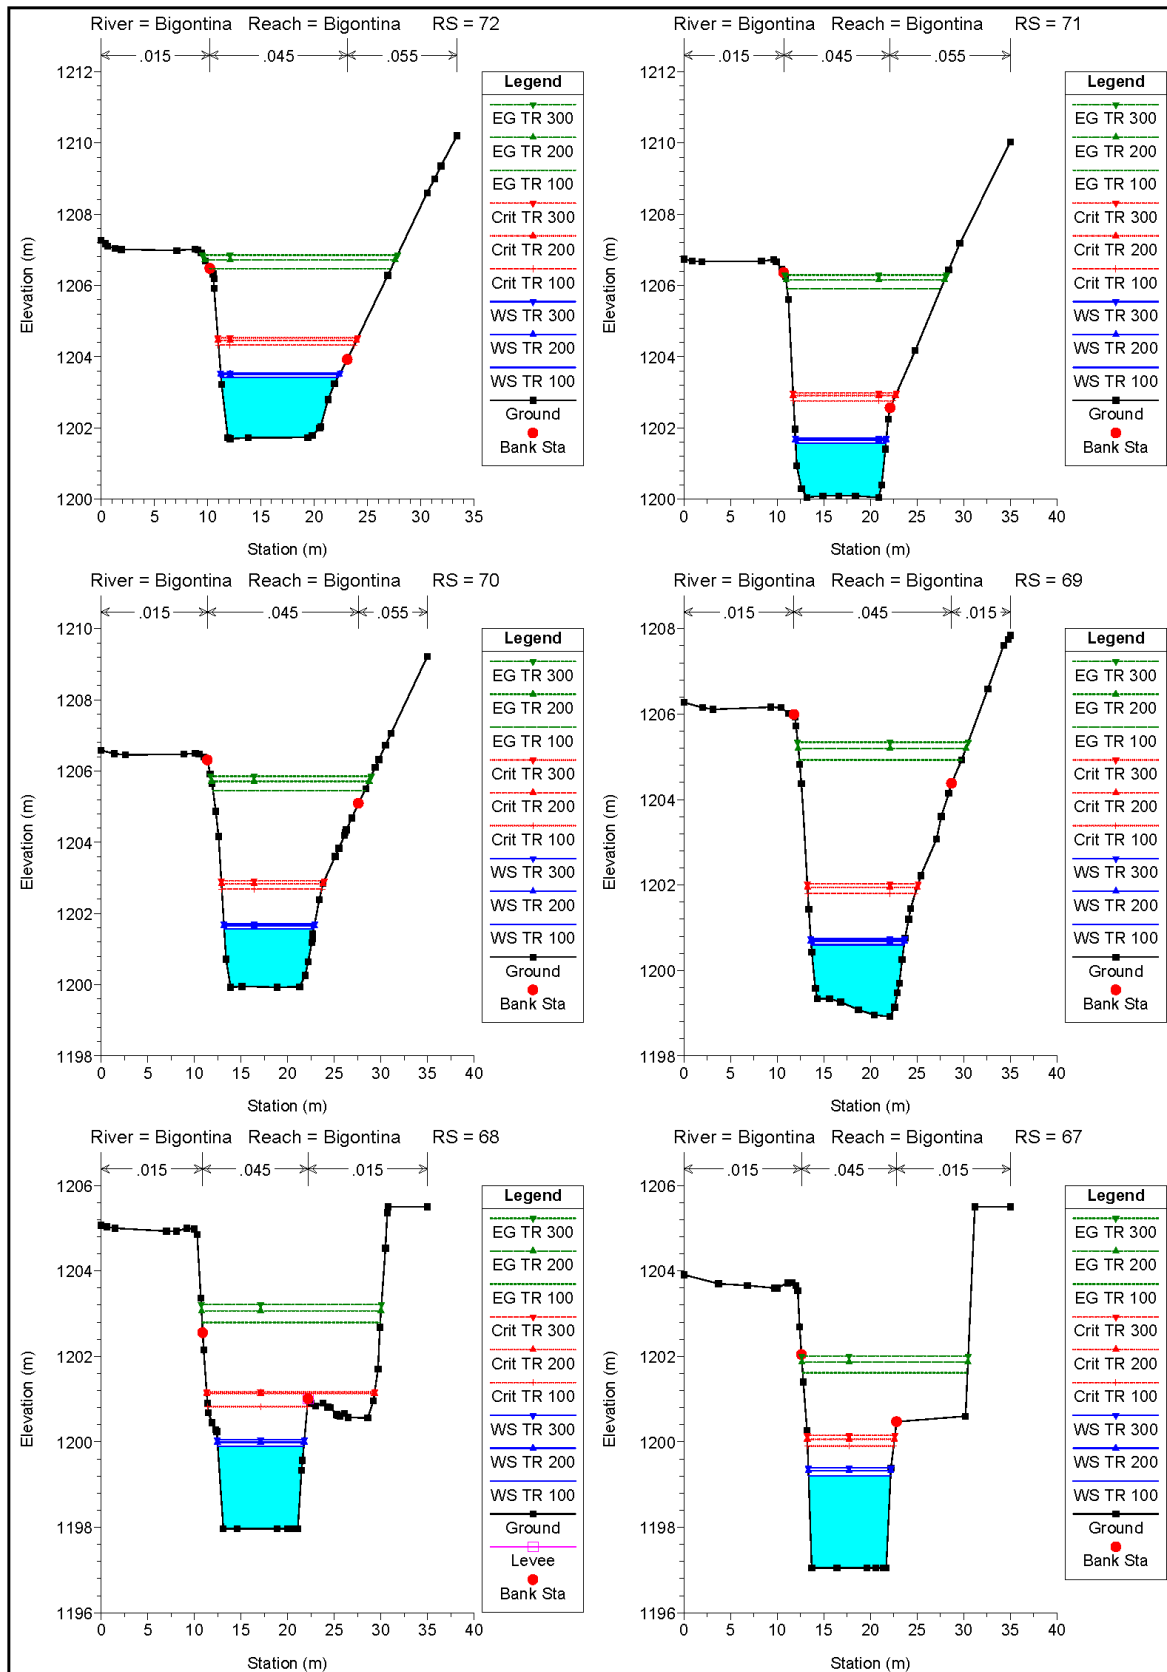 River = Bigontina Reach = Bigontina RS = 72
.015 .045 .055
1212
1210
1208
1206
1204
1202
1200
Elevation (m)
0 5 10 15 20 25 30 35
Station (m)
Legend
EG TR 300
EG TR 200
EG TR 100
Crit TR 300
Crit TR 200
Crit TR 100
WS TR 300
WS TR 200
WS TR 100
Ground
Bank Sta
River = Bigontina Reach = Bigontina RS = 71
.015 .045 .055
1212
1210
1208
1206
1204
1202
1200
Elevation (m)
0 5 10 15 20 25 30 35 40
Station (m)
Legend
EG TR 300
EG TR 200
EG TR 100
Crit TR 300
Crit TR 200
Crit TR 100
WS TR 300
WS TR 200
WS TR 100
Ground
Bank Sta
River = Bigontina Reach = Bigontina RS = 70
.015 .045 .055
1210
1208
1206
1204
1202
1200
1198
Elevation (m)
0 5 10 15 20 25 30 35 40
Station (m)
Legend
EG TR 300
EG TR 200
EG TR 100
Crit TR 300
Crit TR 200
Crit TR 100
WS TR 300
WS TR 200
WS TR 100
Ground
Bank Sta
River = Bigontina Reach = Bigontina RS = 69
.015 .045 .015
1208
1206
1204
1202
1200
1198
Elevation (m)
0 5 10 15 20 25 30 35 40
Station (m)
Legend
EG TR 300
EG TR 200
EG TR 100
Crit TR 300
Crit TR 200
Crit TR 100
WS TR 300
WS TR 200
WS TR 100
Ground
Bank Sta
River = Bigontina Reach = Bigontina RS = 68
.015 .045 .015
1206
1204
1202
1200
1198
1196
Elevation (m)
0 5 10 15 20 25 30 35 40
Station (m)
Legend
EG TR 300
EG TR 200
EG TR 100
Crit TR 300
Crit TR 200
Crit TR 100
WS TR 300
WS TR 200
WS TR 100
Ground
Levee
Bank Sta
River = Bigontina Reach = Bigontina RS = 67
.015 .045 .015
1206
1204
1202
1200
1198
1196
Elevation (m)
0 5 10 15 20 25 30 35 40
Station (m)
Legend
EG TR 300
EG TR 200
EG TR 100
Crit TR 300
Crit TR 200
Crit TR 100
WS TR 300
WS TR 200
WS TR 100
Ground
Bank Sta